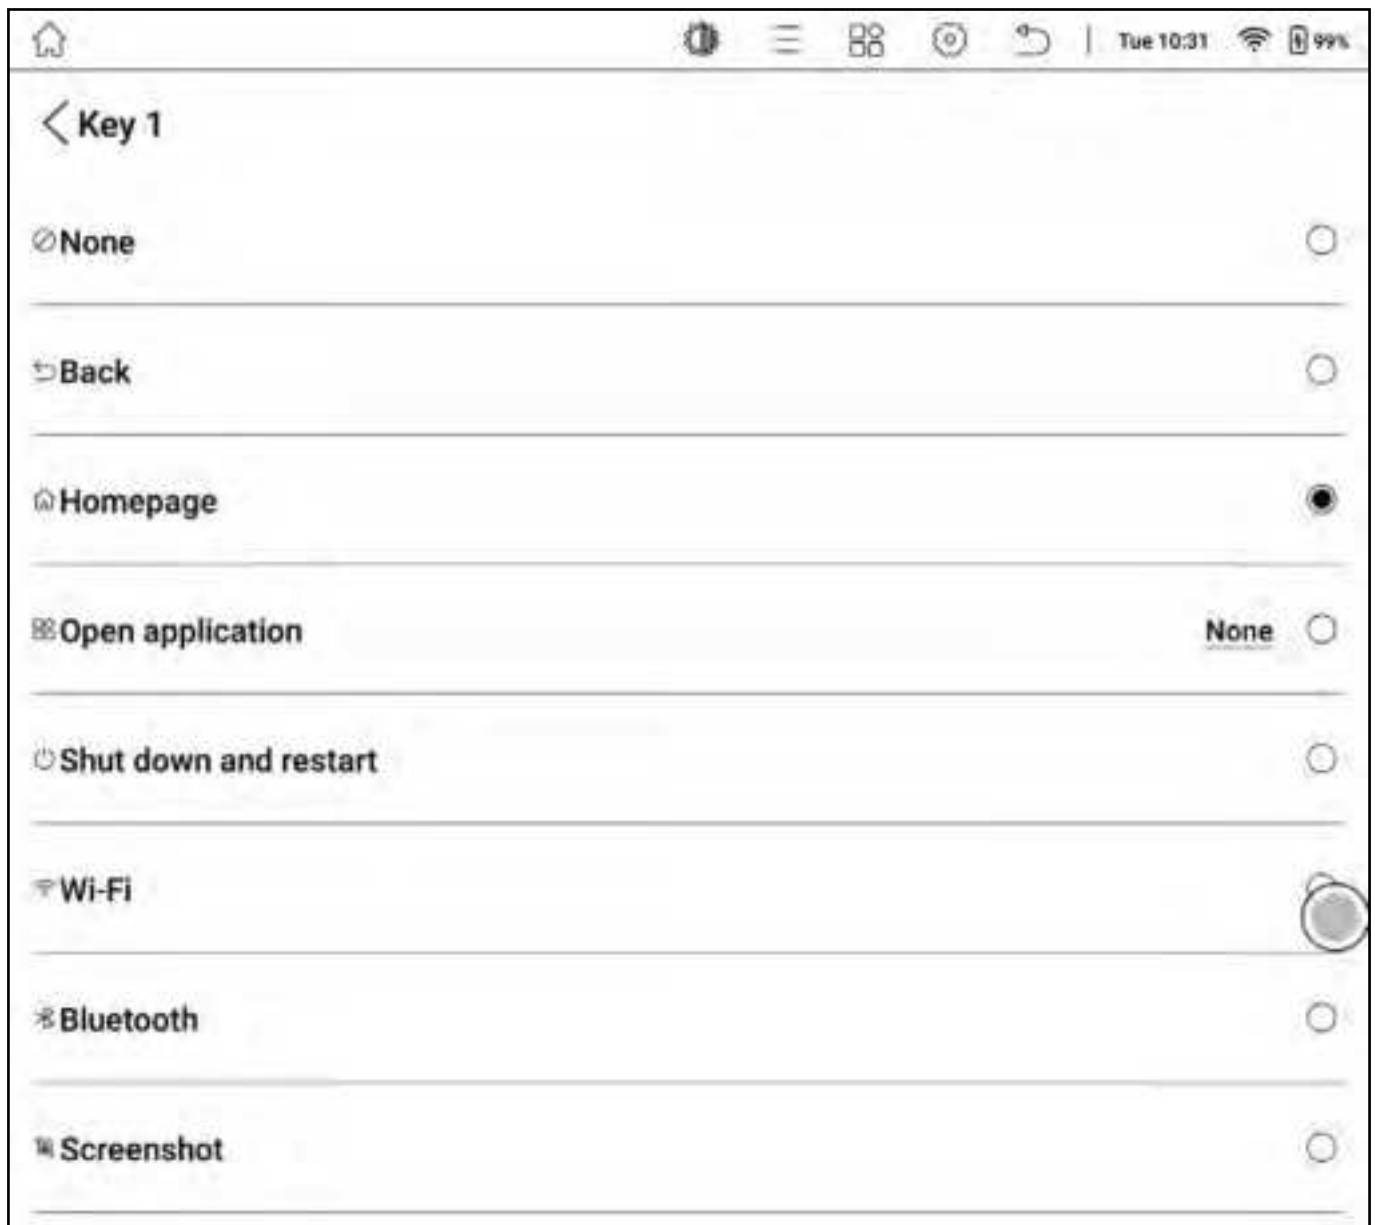 Tue 10:31 99%
Key 1
None
Back
Homepage
Open application None
Shut down and restart
Wi-Fi
Bluetooth
Screenshot